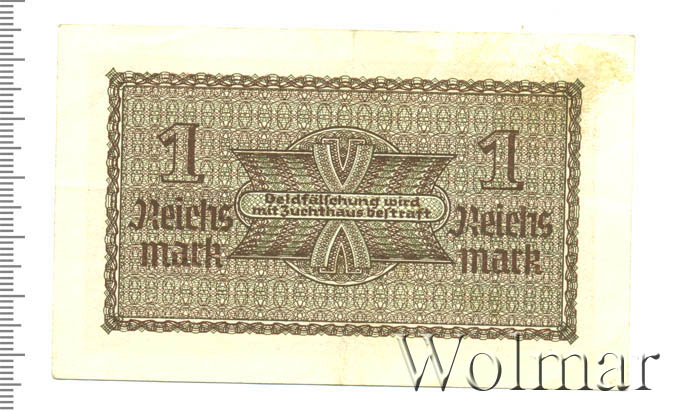 1
Reichs
mark
Geldfälschung wird
mit Zuchthaus bestraft
1
Reichs
mark
Wolmar